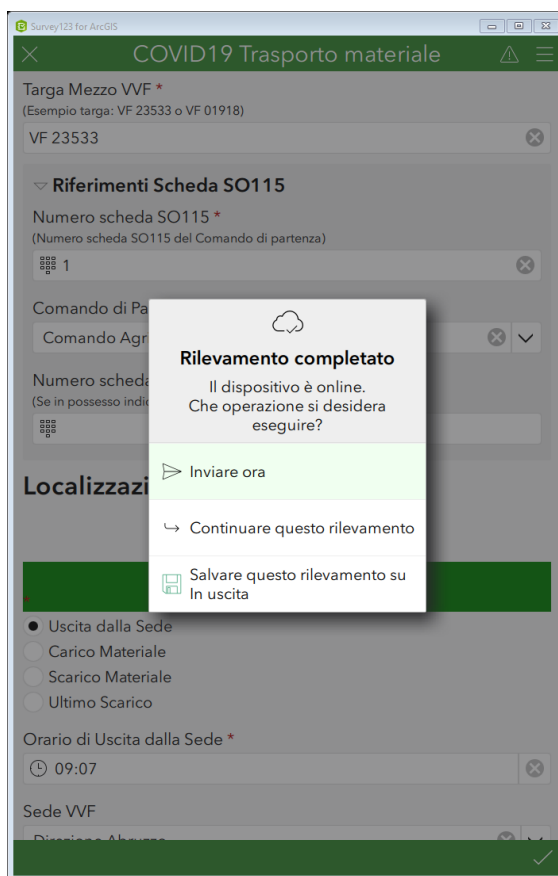 Survey123 for ArcGIS
COVID19 Trasporto materiale
Targa Mezzo VVF *
(Esempio targa: VF 23533 o VF 01918)
VF 23533
Riferimenti Scheda SO115
Numero scheda SO115 *
(Numero scheda SO115 del Comando di partenza)
1
Comando di Pa
Comando Agr
Numero scheda
(Se in possesso indic
Localizzazi
Rilevamento completato
Il dispositivo è online.
Che operazione si desidera
eseguire?
Inviare ora
Continuare questo rilevamento
Salvare questo rilevamento su
In uscita
*
Uscita dalla Sede
Carico Materiale
Scarico Materiale
Ultimo Scarico
Orario di Uscita dalla Sede *
09:07
Sede VVF
Direzione Abruzzo